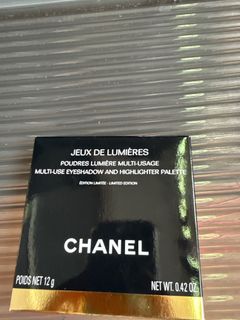 JEUX DE LUMIÈRES
POUDRES LUMIÈRE MULTI-USAGE
MULTI-USE EYESHADOW AND HIGHLIGHTER PALETTE
ÉDITION LIMITÉE - LIMITED EDITION
CHANEL
POIDS NET 12 g
NET WT. 0.42 OZ.